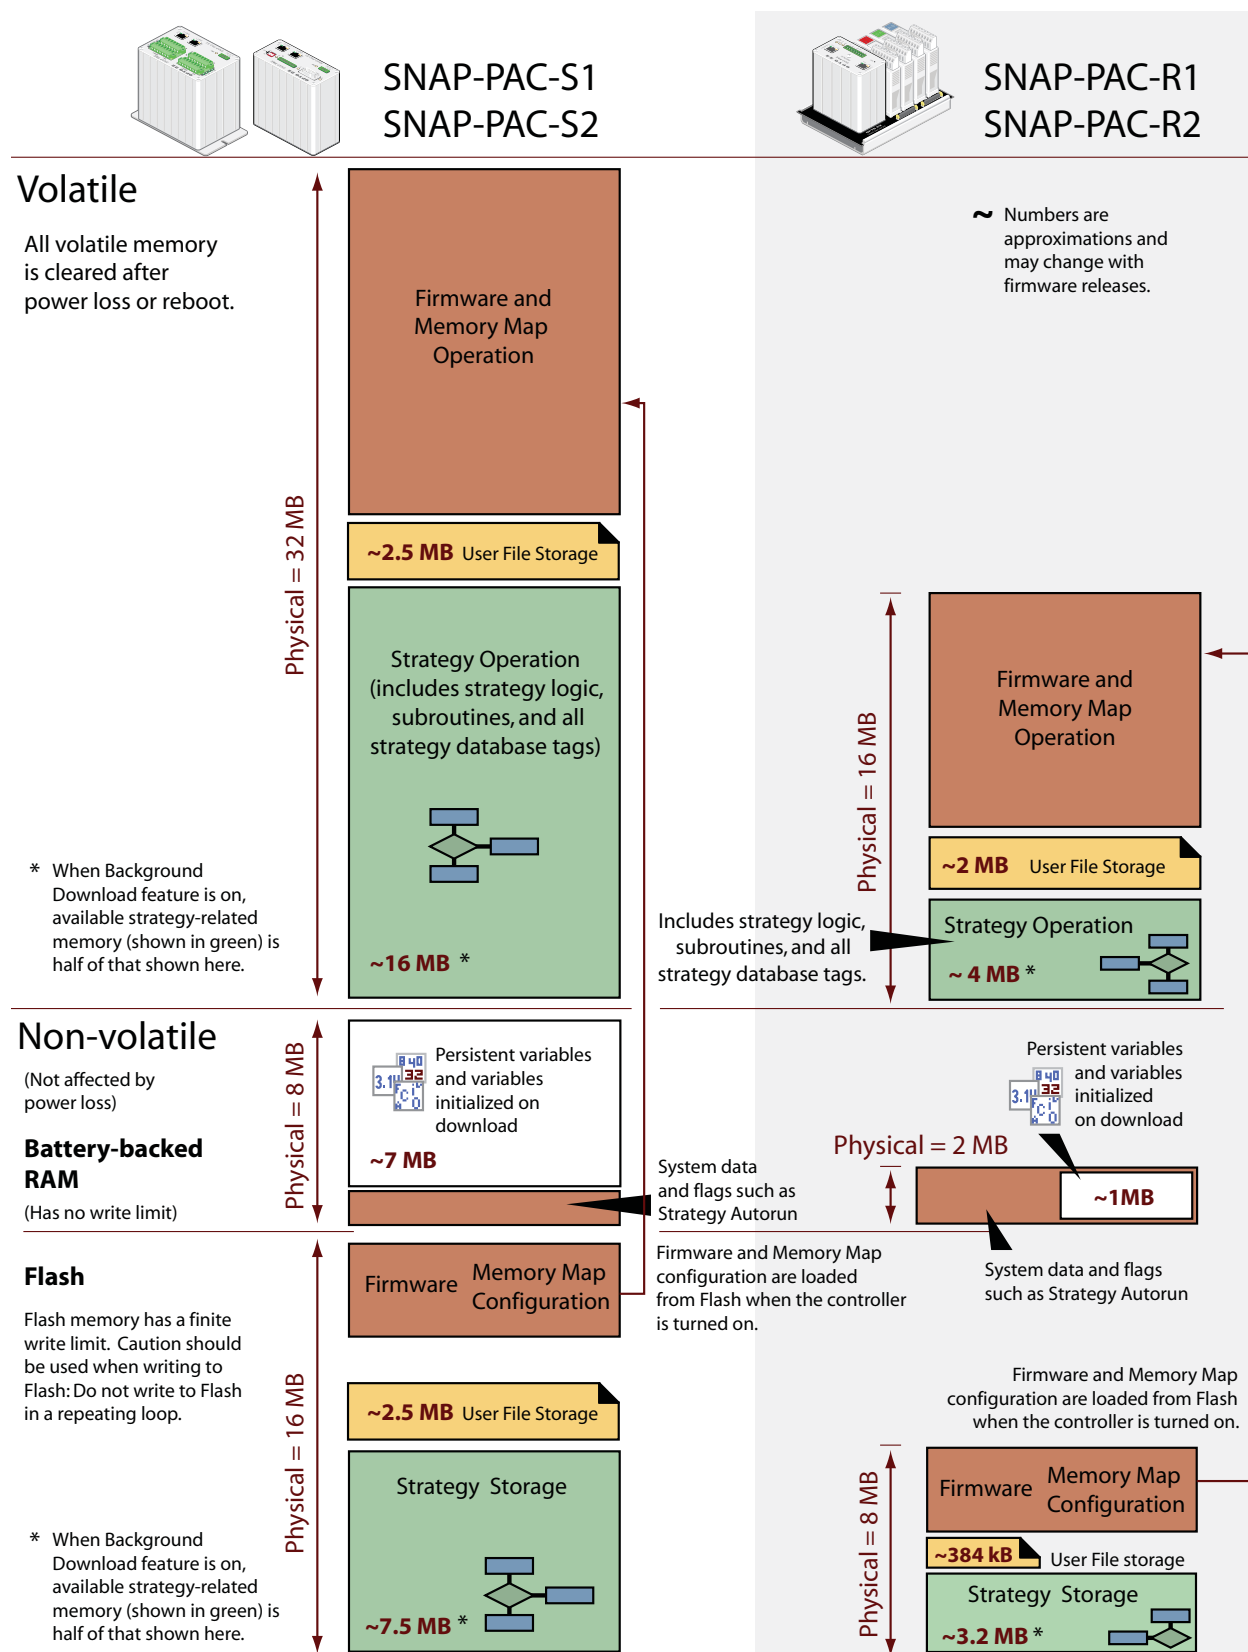 SNAP-PAC-S1
SNAP-PAC-S2
SNAP-PAC-R1
SNAP-PAC-R2
Volatile
All volatile memory
is cleared after
power loss or reboot.
Physical = 32 MB
Firmware and
Memory Map
Operation
~2.5 MB User File Storage
Strategy Operation
(includes strategy logic,
subroutines, and all
strategy database tags)
~16 MB *
* When Background
Download feature is on,
available strategy-related
memory (shown in green) is
half of that shown here.
~ Numbers are
approximations and
may change with
firmware releases.
Physical = 16 MB
Firmware and
Memory Map
Operation
~2 MB User File Storage
Strategy Operation
~ 4 MB *
Includes strategy logic,
subroutines, and all
strategy database tags.
Non-volatile
(Not affected by
power loss)
Battery-backed
RAM
(Has no write limit)
Physical = 8 MB
Persistent variables
and variables
initialized on
download
~7 MB
System data
and flags such as
Strategy Autorun
Persistent variables
and variables
initialized
on download
Physical = 2 MB
~1MB
System data and flags
such as Strategy Autorun
Flash
Flash memory has a finite
write limit. Caution should
be used when writing to
Flash: Do not write to Flash
in a repeating loop.
Physical = 16 MB
Firmware
Memory Map
Configuration
Firmware and Memory Map
configuration are loaded
from Flash when the controller
is turned on.
~2.5 MB User File Storage
Strategy Storage
~7.5 MB *
* When Background
Download feature is on,
available strategy-related
memory (shown in green) is
half of that shown here.
Firmware and Memory Map
configuration are loaded from Flash
when the controller is turned on.
Physical = 8 MB
Firmware
Memory Map
Configuration
~384 kB User File storage
Strategy Storage
~3.2 MB *